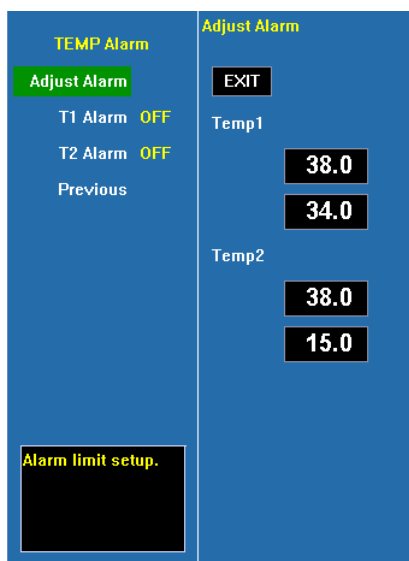 TEMP Alarm
Adjust Alarm
T1 Alarm OFF
T2 Alarm OFF
Previous
Alarm limit setup.
Adjust Alarm
EXIT
Temp1
38.0
34.0
Temp2
38.0
15.0